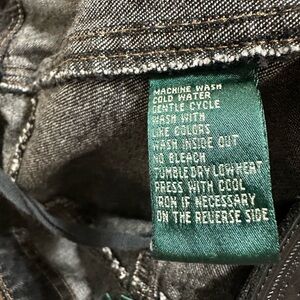 MACHINE WASH
COLD WATER
GENTLE CYCLE
WASH WITH
LIKE COLORS
WASH INSIDE OUT
NO BLEACH
TUMBLE DRY LOW HEAT
PRESS WITH COOL
IRON IF NECESSARY
ON THE REVERSE SIDE